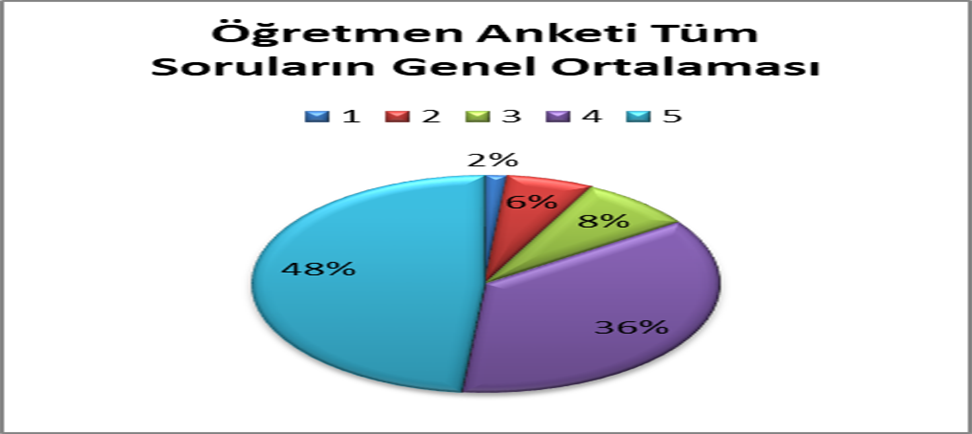 Öğretmen Anketi Tüm
Soruların Genel Ortalaması
1 2 3 4 5
2%
6%
8%
48%
36%